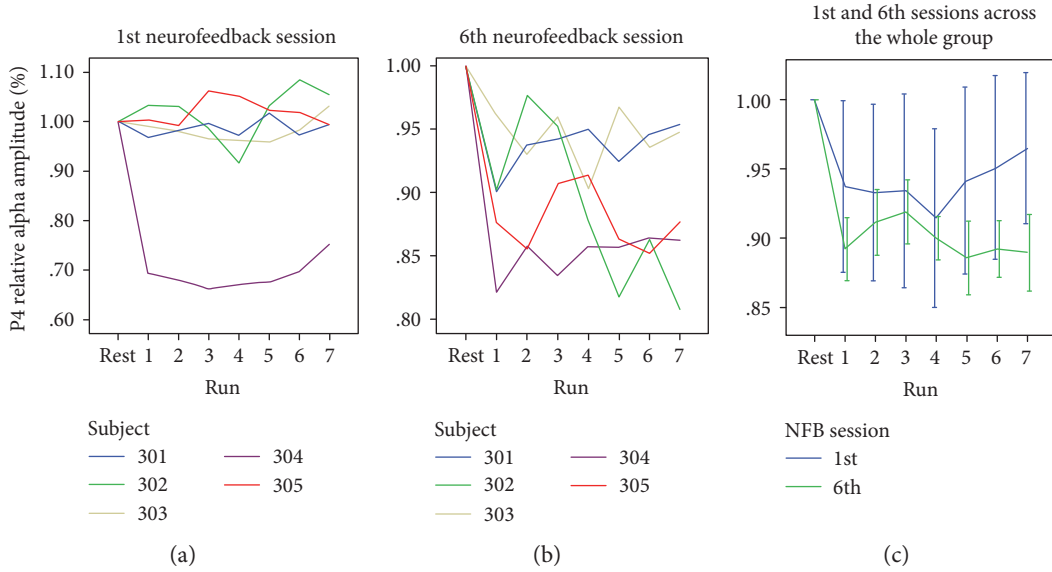 1st neurofeedback session
P4 relative alpha amplitude (%)
1.10
1.00
.90
.80
.70
.60
Rest 1 2 3 4 5 6 7
Run
Subject
301 304
302 305
303
(a)
6th neurofeedback session
1.00
0.95
0.90
0.85
.80
Rest 1 2 3 4 5 6 7
Run
Subject
301 304
302 305
303
(b)
1st and 6th sessions across
the whole group
1.00
0.95
.90
.85
Rest 1 2 3 4 5 6 7
Run
NFB session
1st
6th
(c)